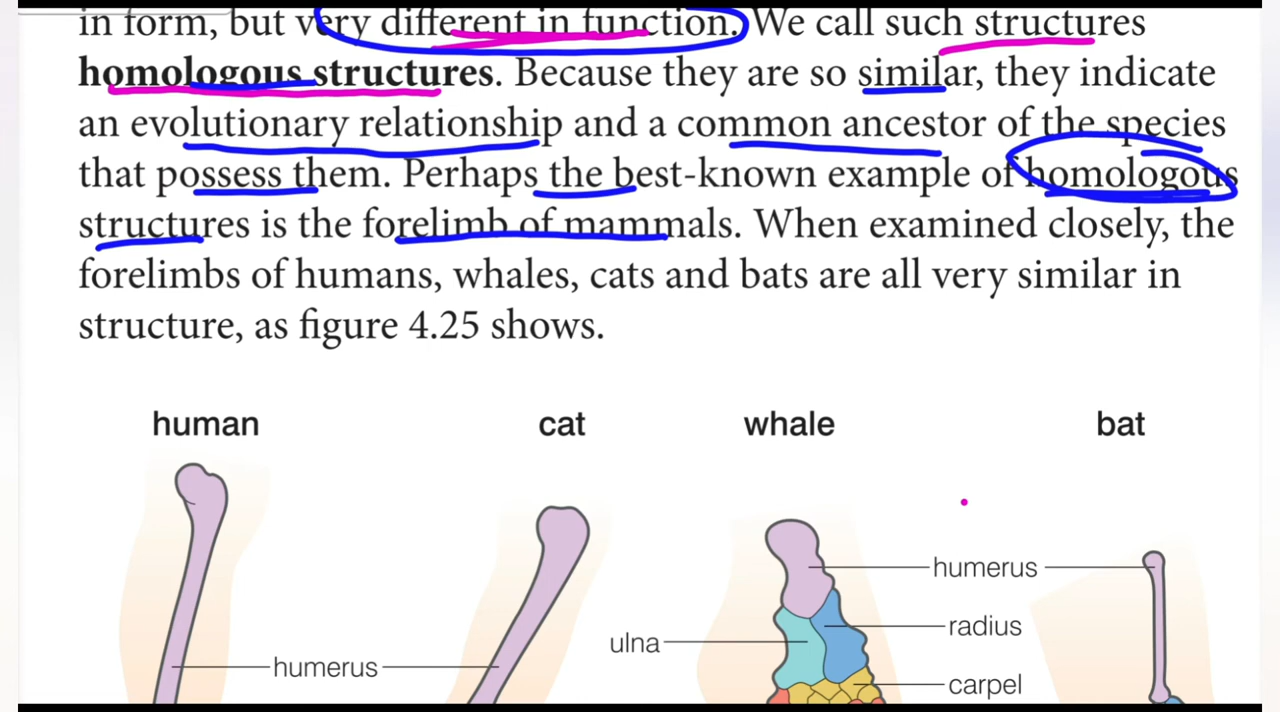 in form, but very different in function. We call such structures
homologous structures. Because they are so similar, they indicate
an evolutionary relationship and a common ancestor of the species
that possess them. Perhaps the best-known example of homologous
structures is the forelimb of mammals. When examined closely, the
forelimbs of humans, whales, cats and bats are all very similar in
structure, as figure 4.25 shows.
human cat whale bat
humerus
radius
ulna
humerus
carpel